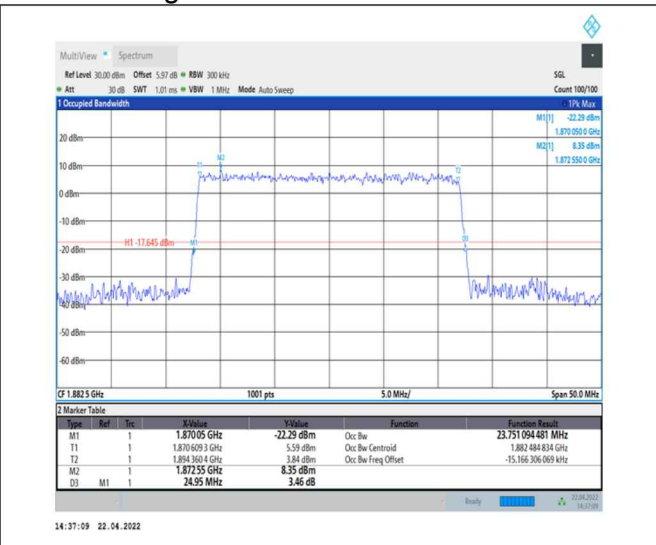 MultiView Spectrum
Ref Level 30.00 dBm Offset 5.97 dB RBW 300 kHz SGL
Att 30 dB SWT 1.01 ms VBW 1 MHz Mode Auto Sweep Count 100/100
1 Occupied Bandwidth 1Pk Max
M1[1] -22.29 dBm
1.870 050 0 GHz
M2[1] 8.35 dBm
1.872 550 0 GHz
20 dBm
M2
T1 T2
10 dBm
0 dBm
-10 dBm
H1 -17.645 dBm M1 D3
-20 dBm
-30 dBm
-40 dBm
-50 dBm
-60 dBm
CF 1.882 5 GHz 1001 pts 5.0 MHz/ Span 50.0 MHz
2 Marker Table
Type Ref Trc X-Value Y-Value Function Function Result
M1 1 1.870 05 GHz -22.29 dBm Occ Bw 23.751 094 481 MHz
T1 1 1.870 609 3 GHz 5.59 dBm Occ Bw Centroid 1.882 484 834 GHz
T2 1 1.894 360 4 GHz 3.84 dBm Occ Bw Freq Offset -15.166 306 069 kHz
M2 1 1.872 55 GHz 8.35 dBm
D3 M1 1 24.95 MHz 3.46 dB
Ready 22.04.2022
14:37:09
14:37:09 22.04.2022